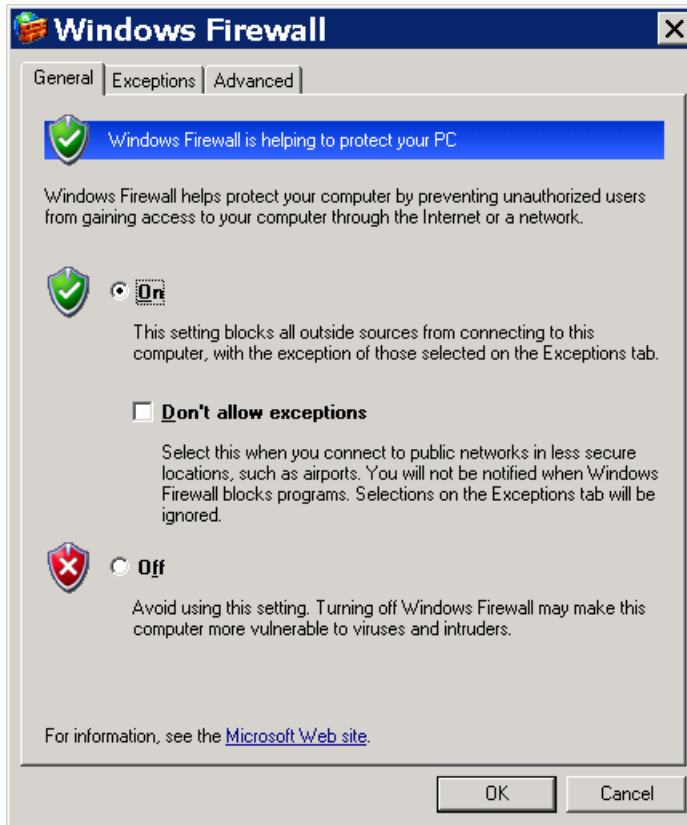 Windows Firewall
General Exceptions Advanced
Windows Firewall is helping to protect your PC
Windows Firewall helps protect your computer by preventing unauthorized users
from gaining access to your computer through the Internet or a network.
On
This setting blocks all outside sources from connecting to this
computer, with the exception of those selected on the Exceptions tab.
Don't allow exceptions
Select this when you connect to public networks in less secure
locations, such as airports. You will not be notified when Windows
Firewall blocks programs. Selections on the Exceptions tab will be
ignored.
Off
Avoid using this setting. Turning off Windows Firewall may make this
computer more vulnerable to viruses and intruders.
For information, see the Microsoft Web site.
OK Cancel